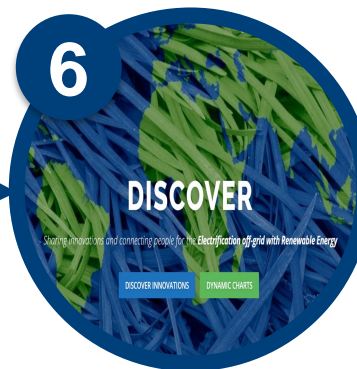 6
DISCOVER
Sharing innovations and connecting people for the Electrification off-grid with Renewable Energy
DISCOVER INNOVATIONS DYNAMIC CHARTS